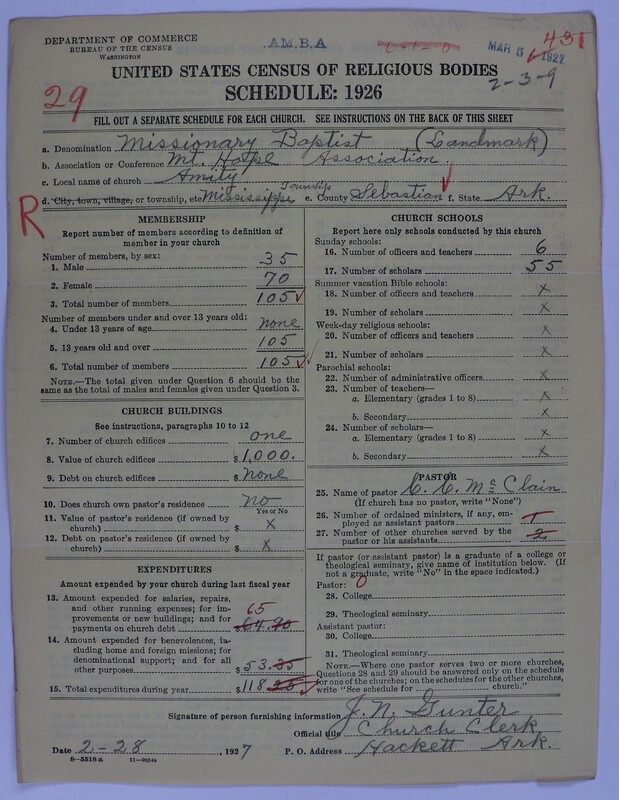 DEPARTMENT OF COMMERCE
BUREAU OF THE CENSUS
WASHINGTON
A.M.B.A
MAR 5 1927
431
2-3-9
29
UNITED STATES CENSUS OF RELIGIOUS BODIES
SCHEDULE: 1926
FILL OUT A SEPARATE SCHEDULE FOR EACH CHURCH. SEE INSTRUCTIONS ON THE BACK OF THIS SHEET
a. Denomination Missionary Baptist (Landmark)
b. Association or Conference Mt. Association.
c. Local name of church Amity
d. City, town, village, or township, etc Mississippi Township e. County Sebastian f. State Ark.
R
MEMBERSHIP
Report number of members according to definition of member in your church
Number of members, by sex:
1. Male 35
2. Female 70
3. Total number of members 105
Number of members under and over 13 years old:
4. Under 13 years of age none
5. 13 years old and over 105
6. Total number of members 105
NOTE.—The total given under Question 6 should be the same as the total of males and females given under Question 3.
CHURCH BUILDINGS
See instructions, paragraphs 10 to 12
7. Number of church edifices one
8. Value of church edifices $1,000.
9. Debt on church edifices $none
10. Does church own pastor's residence no
Yes or No
11. Value of pastor's residence (if owned by church) $ x
12. Debt on pastor's residence (if owned by church) $ x
EXPENDITURES
Amount expended by your church during last fiscal year
13. Amount expended for salaries, repairs, and other running expenses; for improvements or new buildings; and for payments on church debt 65 $64.90
14. Amount expended for benevolences, including home and foreign missions; for denominational support; and for all other purposes $53.35
15. Total expenditures during year $118.25
CHURCH SCHOOLS
Report here only schools conducted by this church
Sunday schools:
16. Number of officers and teachers 6
17. Number of scholars 55
Summer vacation Bible schools:
18. Number of officers and teachers x
19. Number of scholars x
Week-day religious schools:
20. Number of officers and teachers x
21. Number of scholars x
Parochial schools:
22. Number of administrative officers x
23. Number of teachers—
a. Elementary (grades 1 to 8) x
b. Secondary x
24. Number of scholars—
a. Elementary (grades 1 to 8) x
b. Secondary x
PASTOR
25. Name of pastor C. C. McClain
(If church has no pastor, write "None")
26. Number of ordained ministers, if any, employed as assistant pastors 1
27. Number of other churches served by the pastor or his assistants 2
If pastor (or assistant pastor) is a graduate of a college or theological seminary, give name of institution below. (If not a graduate, write "No" in the space indicated.)
Pastor: 0
28. College
29. Theological seminary
Assistant pastor:
30. College
31. Theological seminary
NOTE.—Where one pastor serves two or more churches, Questions 28 and 29 should be answered only on the schedule for one of the churches; on the schedules for the other churches, write "See schedule for church."
Signature of person furnishing information J. N. Gunter
Official title Church Clerk
Date 2-28, 1927 P. O. Address Hackett Ark.
8-5518a 11-9054a